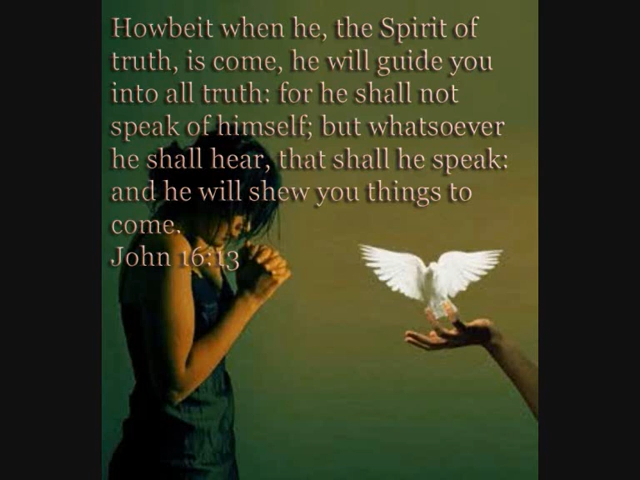 Howbeit when he, the Spirit of
truth, is come, he will guide you
into all truth: for he shall not
speak of himself; but whatsoever
he shall hear, that shall he speak:
and he will shew you things to
come.
John 16:13